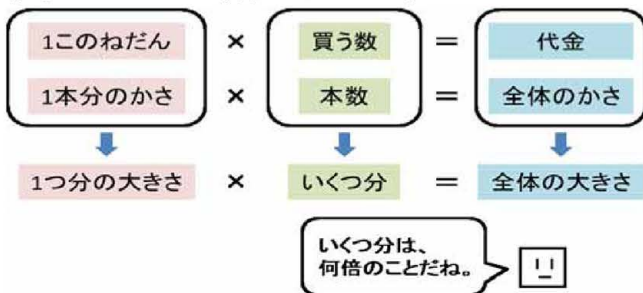 1このねだん × 買う数 = 代金
1本分のかさ × 本数 = 全体のかさ
1つ分の大きさ × いくつ分 = 全体の大きさ
いくつ分は、
何倍のことだね。